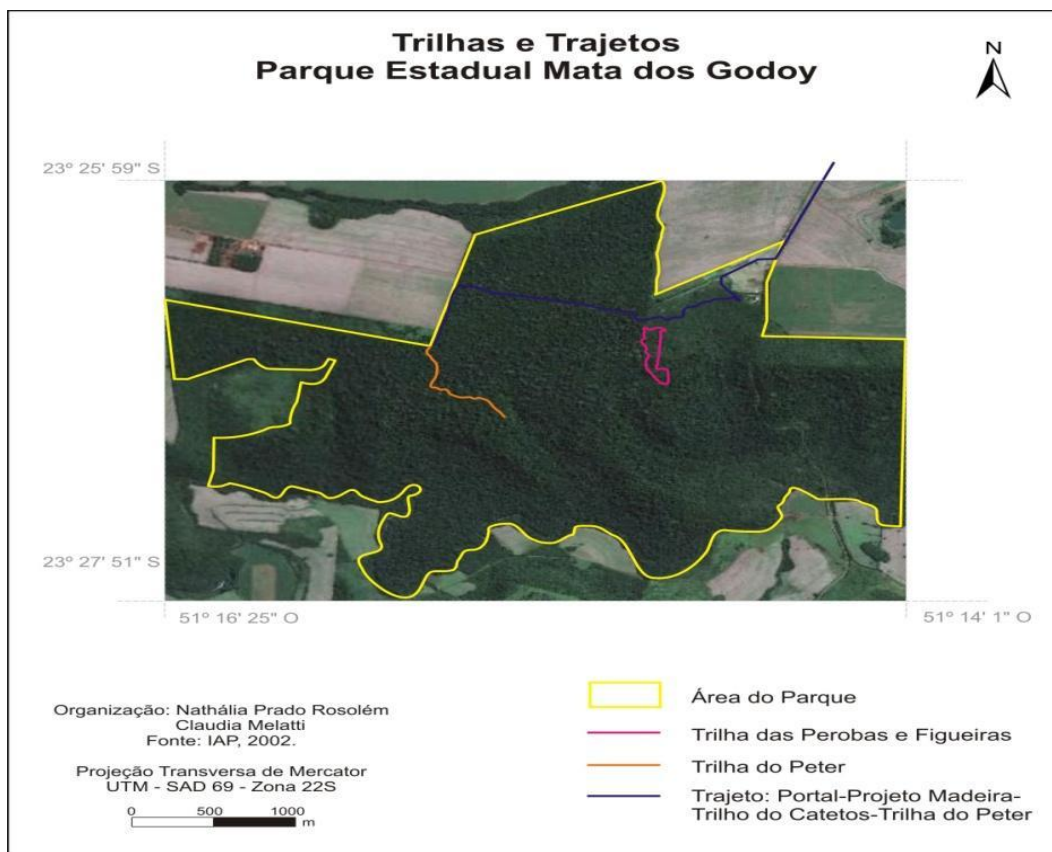 Trilhas e Trajetos
Parque Estadual Mata dos Godoy
N
23º 25' 59" S
23º 27' 51" S
51º 16' 25" O
51º 14' 1" O
Organização: Nathália Prado Rosolém
Claudia Melatti
Fonte: IAP, 2002.
Projeção Transversa de Mercator
UTM - SAD 69 - Zona 22S
0 500 1000
m
Área do Parque
Trilha das Perobas e Figueiras
Trilha do Peter
Trajeto: Portal-Projeto Madeira-
Trilho do Catetos-Trilha do Peter